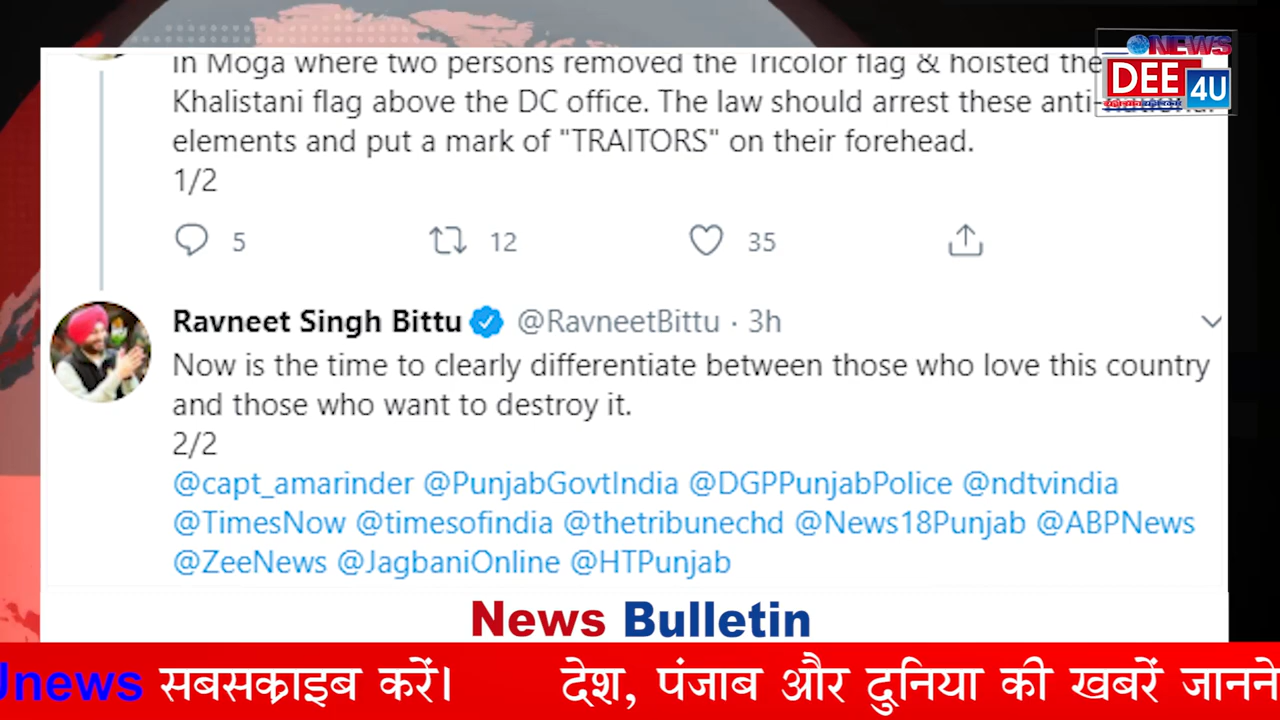 NEWS
DEE
4U
in Moga where two persons removed the Tricolor flag & hoisted the
Khalistani flag above the DC office. The law should arrest these anti-national
elements and put a mark of "TRAITORS" on their forehead.
1/2
5 12 35
Ravneet Singh Bittu @RavneetBittu · 3h
Now is the time to clearly differentiate between those who love this country
and those who want to destroy it.
2/2
@capt_amarinder @PunjabGovtIndia @DGPPunjabPolice @ndtvindia
@TimesNow @timesofindia @thetribunechd @News18Punjab @ABPNews
@ZeeNews @JagbaniOnline @HTPunjab
News Bulletin
news सबसक्राइब करें। देश, पंजाब और दुनिया की खबरें जानने